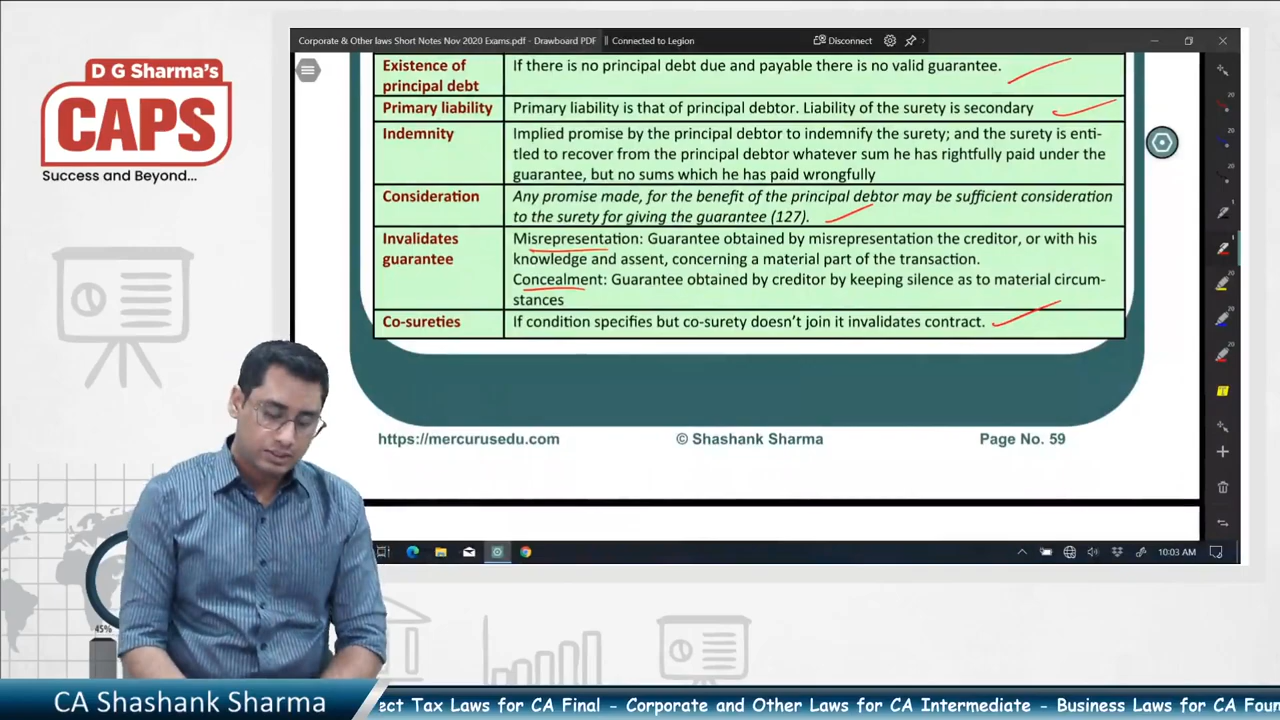 D G Sharma's
CAPS
Success and Beyond...
Corporate & Other laws Short Notes Nov 2020 Exams.pdf - Drawboard PDF
Connected to Legion
Disconnect
Existence of
principal debt
If there is no principal debt due and payable there is no valid guarantee.
Primary liability
Primary liability is that of principal debtor. Liability of the surety is secondary
Indemnity
Implied promise by the principal debtor to indemnify the surety; and the surety is enti-
tled to recover from the principal debtor whatever sum he has rightfully paid under the
guarantee, but no sums which he has paid wrongfully
Consideration
Any promise made, for the benefit of the principal debtor may be sufficient consideration
to the surety for giving the guarantee (127).
Invalidates
guarantee
Misrepresentation: Guarantee obtained by misrepresentation the creditor, or with his
knowledge and assent, concerning a material part of the transaction.
Concealment: Guarantee obtained by creditor by keeping silence as to material circum-
stances
Co-sureties
If condition specifies but co-surety doesn't join it invalidates contract.
https://mercurusedu.com
© Shashank Sharma
Page No. 59
10:03 AM
45%
CA Shashank Sharma
ect Tax Laws for CA Final - Corporate and Other Laws for CA Intermediate - Business Laws for CA Foun